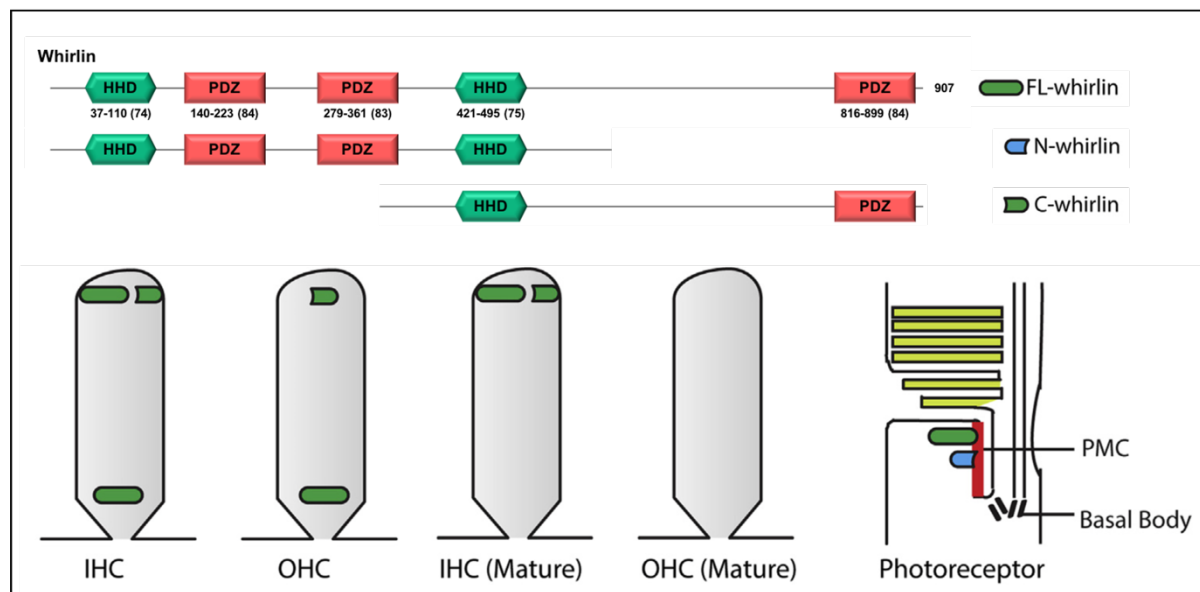 Whirlin
HHD PDZ PDZ HHD PDZ 907 FL-whirlin
37-110 (74) 140-223 (84) 279-361 (83) 421-495 (75) 816-899 (84)
HHD PDZ PDZ HHD N-whirlin
HHD PDZ C-whirlin
PMC
Basal Body
IHC OHC IHC (Mature) OHC (Mature) Photoreceptor